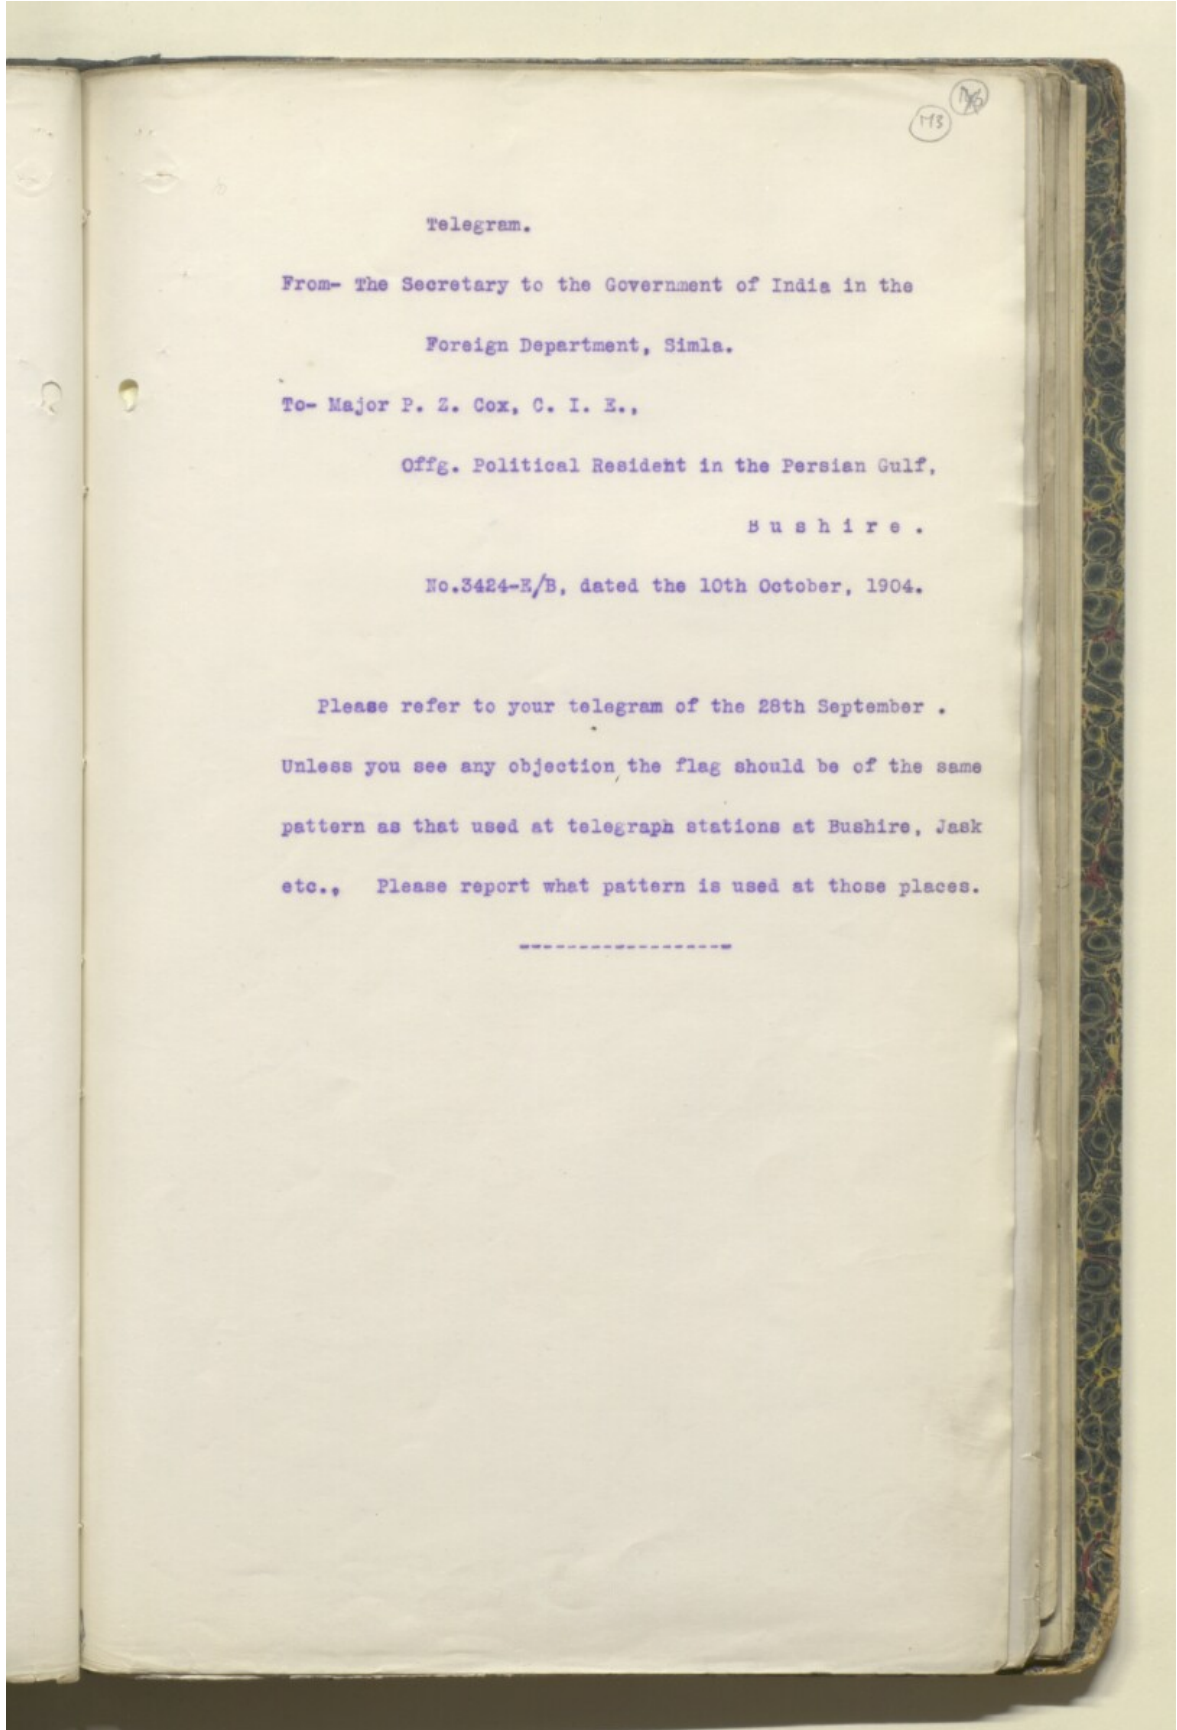 173
Telegram.
From- The Secretary to the Government of India in the
Foreign Department, Simla.
To- Major P. Z. Cox, C. I. E.,
Offg. Political Resident in the Persian Gulf,
B u s h i r e .
No.3424-E/B, dated the 10th October, 1904.
Please refer to your telegram of the 28th September .
Unless you see any objection, the flag should be of the same
pattern as that used at telegraph stations at Bushire, Jask
etc., Please report what pattern is used at those places.
------------------